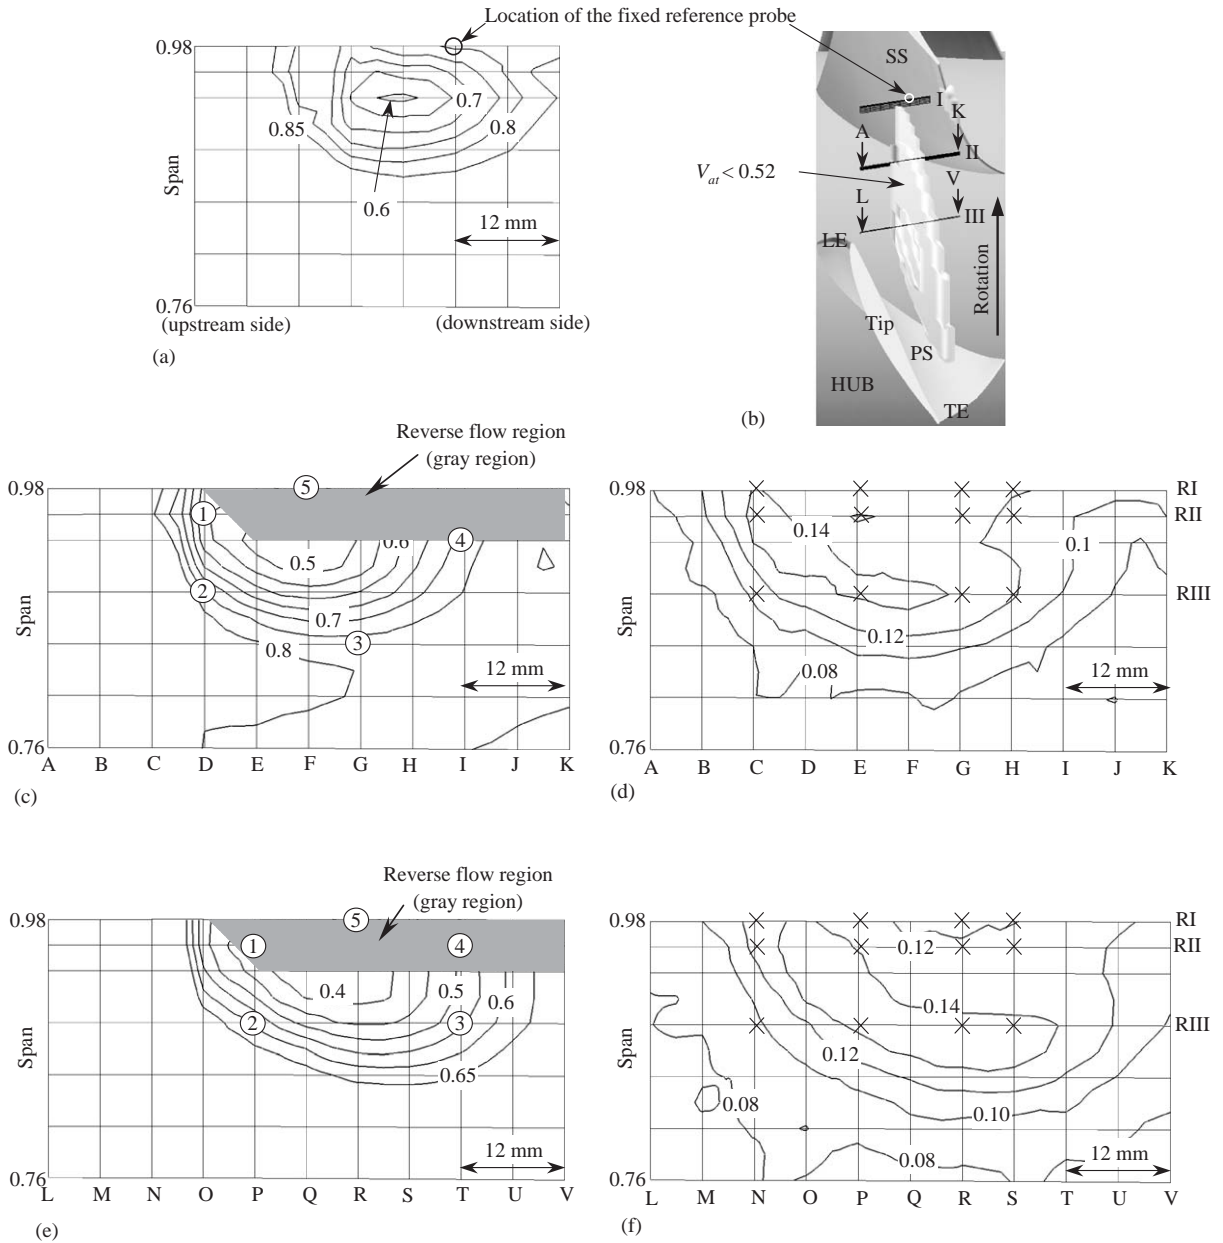 Location of the fixed reference probe
0.98
0.85
0.7
0.8
0.6
12 mm
Span
0.76
(upstream side)
(downstream side)
(a)
SS
I
K
A
II
V_at < 0.52
V
L
III
LE
Rotation
Tip
PS
HUB
TE
(b)
Reverse flow region
(gray region)
0.98
5
1
0.6
4
0.5
2
0.7
3
0.8
12 mm
Span
0.76
A B C D E F G H I J K
(c)
0.98
RI
RII
0.14
0.1
RIII
0.12
0.08
12 mm
Span
0.76
A B C D E F G H I J K
(d)
Reverse flow region
(gray region)
0.98
5
1
4
0.4
0.5
0.6
2
3
0.65
12 mm
Span
0.76
L M N O P Q R S T U V
(e)
0.98
RI
0.12
RII
0.14
RIII
0.12
0.08
0.10
0.08
12 mm
Span
0.76
L M N O P Q R S T U V
(f)